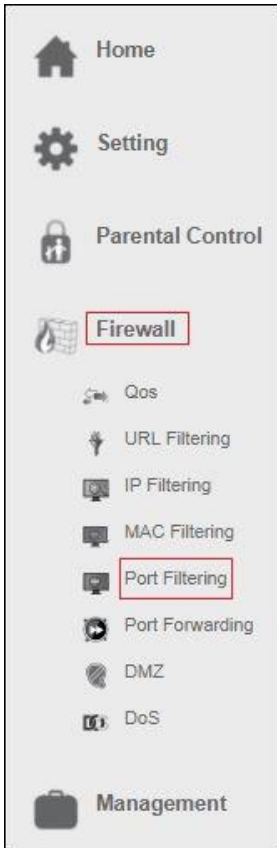 Home
Setting
Parental Control
Firewall
Qos
URL Filtering
IP Filtering
MAC Filtering
Port Filtering
Port Forwarding
DMZ
DoS
Management